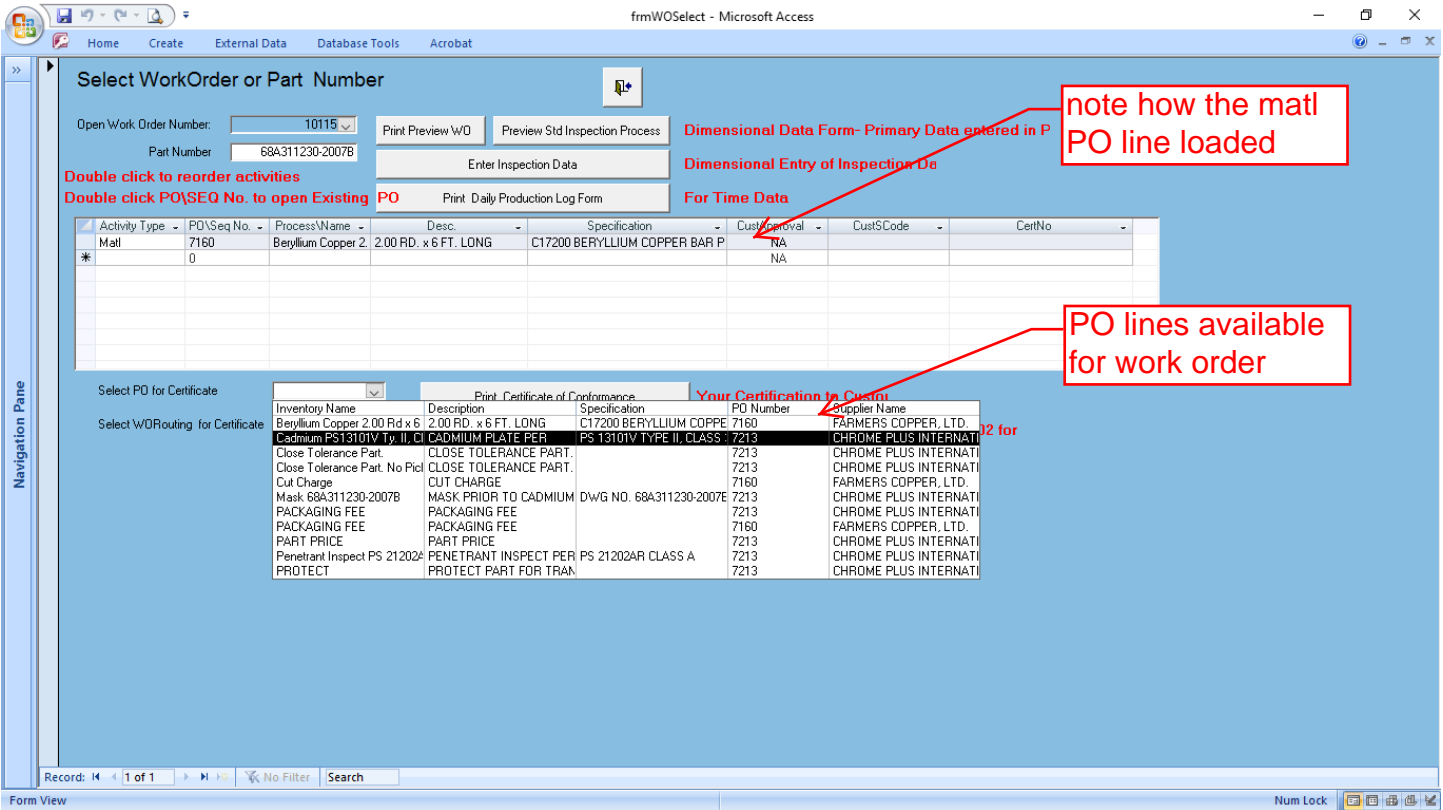 frmWOSelect - Microsoft Access
Home Create External Data Database Tools Acrobat
Select WorkOrder or Part Number
note how the matl
PO line loaded
Open Work Order Number: 10115
Print Preview WO Preview Std Inspection Process Dimensional Data Form- Primary Data entered in P
Part Number 68A311230-2007B
Enter Inspection Data Dimensional Entry of Inspection Da
Double click to reorder activities
Double click PO\SEQ No. to open Existing PO Print Daily Production Log Form For Time Data
Activity Type PO\Seq No. Process\Name Desc. Specification CustApproval CustSCode CertNo
Matl 7160 Beryllium Copper 2. 2.00 RD. x 6 FT. LONG C17200 BERYLLIUM COPPER BAR P NA
* 0 NA
PO lines available
for work order
Select PO for Certificate Print Certificate of Conformance Your Certification to Custor
Select WORouting for Certificate
Inventory Name Description Specification PO Number Supplier Name
Beryllium Copper 2.00 Rd x 6 2.00 RD. x 6 FT. LONG C17200 BERYLLIUM COPPE 7160 FARMERS COPPER, LTD.
Cadmium PS13101V Ty. II, Cl CADMIUM PLATE PER PS 13101V TYPE II, CLASS 7213 CHROME PLUS INTERNATI
02 for
Close Tolerance Part. CLOSE TOLERANCE PART. 7213 CHROME PLUS INTERNATI
Close Tolerance Part. No Picl CLOSE TOLERANCE PART. 7213 CHROME PLUS INTERNATI
Cut Charge CUT CHARGE 7160 FARMERS COPPER, LTD.
Mask 68A311230-2007B MASK PRIOR TO CADMIUM DWG NO. 68A311230-2007B 7213 CHROME PLUS INTERNATI
PACKAGING FEE PACKAGING FEE 7213 CHROME PLUS INTERNATI
PACKAGING FEE PACKAGING FEE 7160 FARMERS COPPER, LTD.
PART PRICE PART PRICE 7213 CHROME PLUS INTERNATI
Penetrant Inspect PS 21202A PENETRANT INSPECT PER PS 21202AR CLASS A 7213 CHROME PLUS INTERNATI
PROTECT PROTECT PART FOR TRAN 7213 CHROME PLUS INTERNATI
Navigation Pane
Record: 1 of 1 No Filter Search
Form View Num Lock